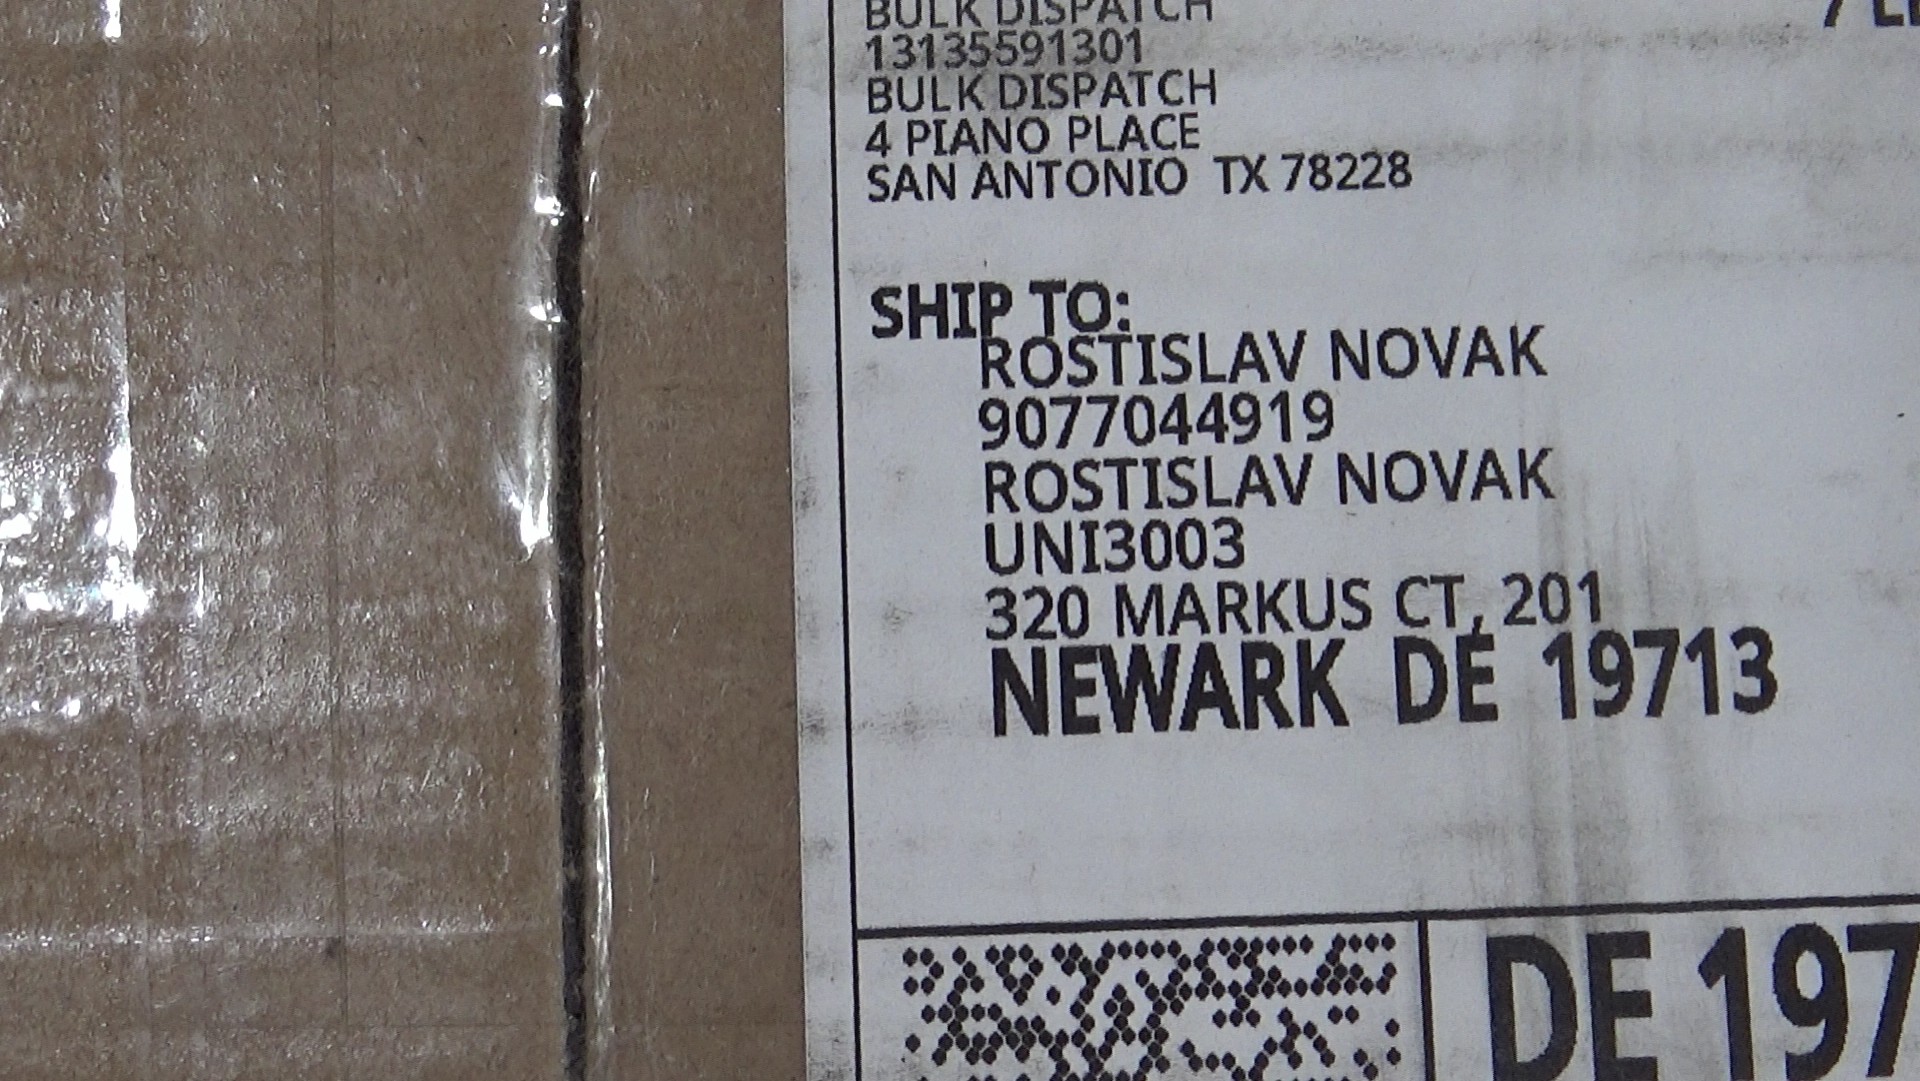 BULK DISPATCH
13135591301
BULK DISPATCH
4 PIANO PLACE
SAN ANTONIO TX 78228
SHIP TO:
ROSTISLAV NOVAK
9077044919
ROSTISLAV NOVAK
UNI3003
320 MARKUS CT, 201
NEWARK DE 19713
DE 197